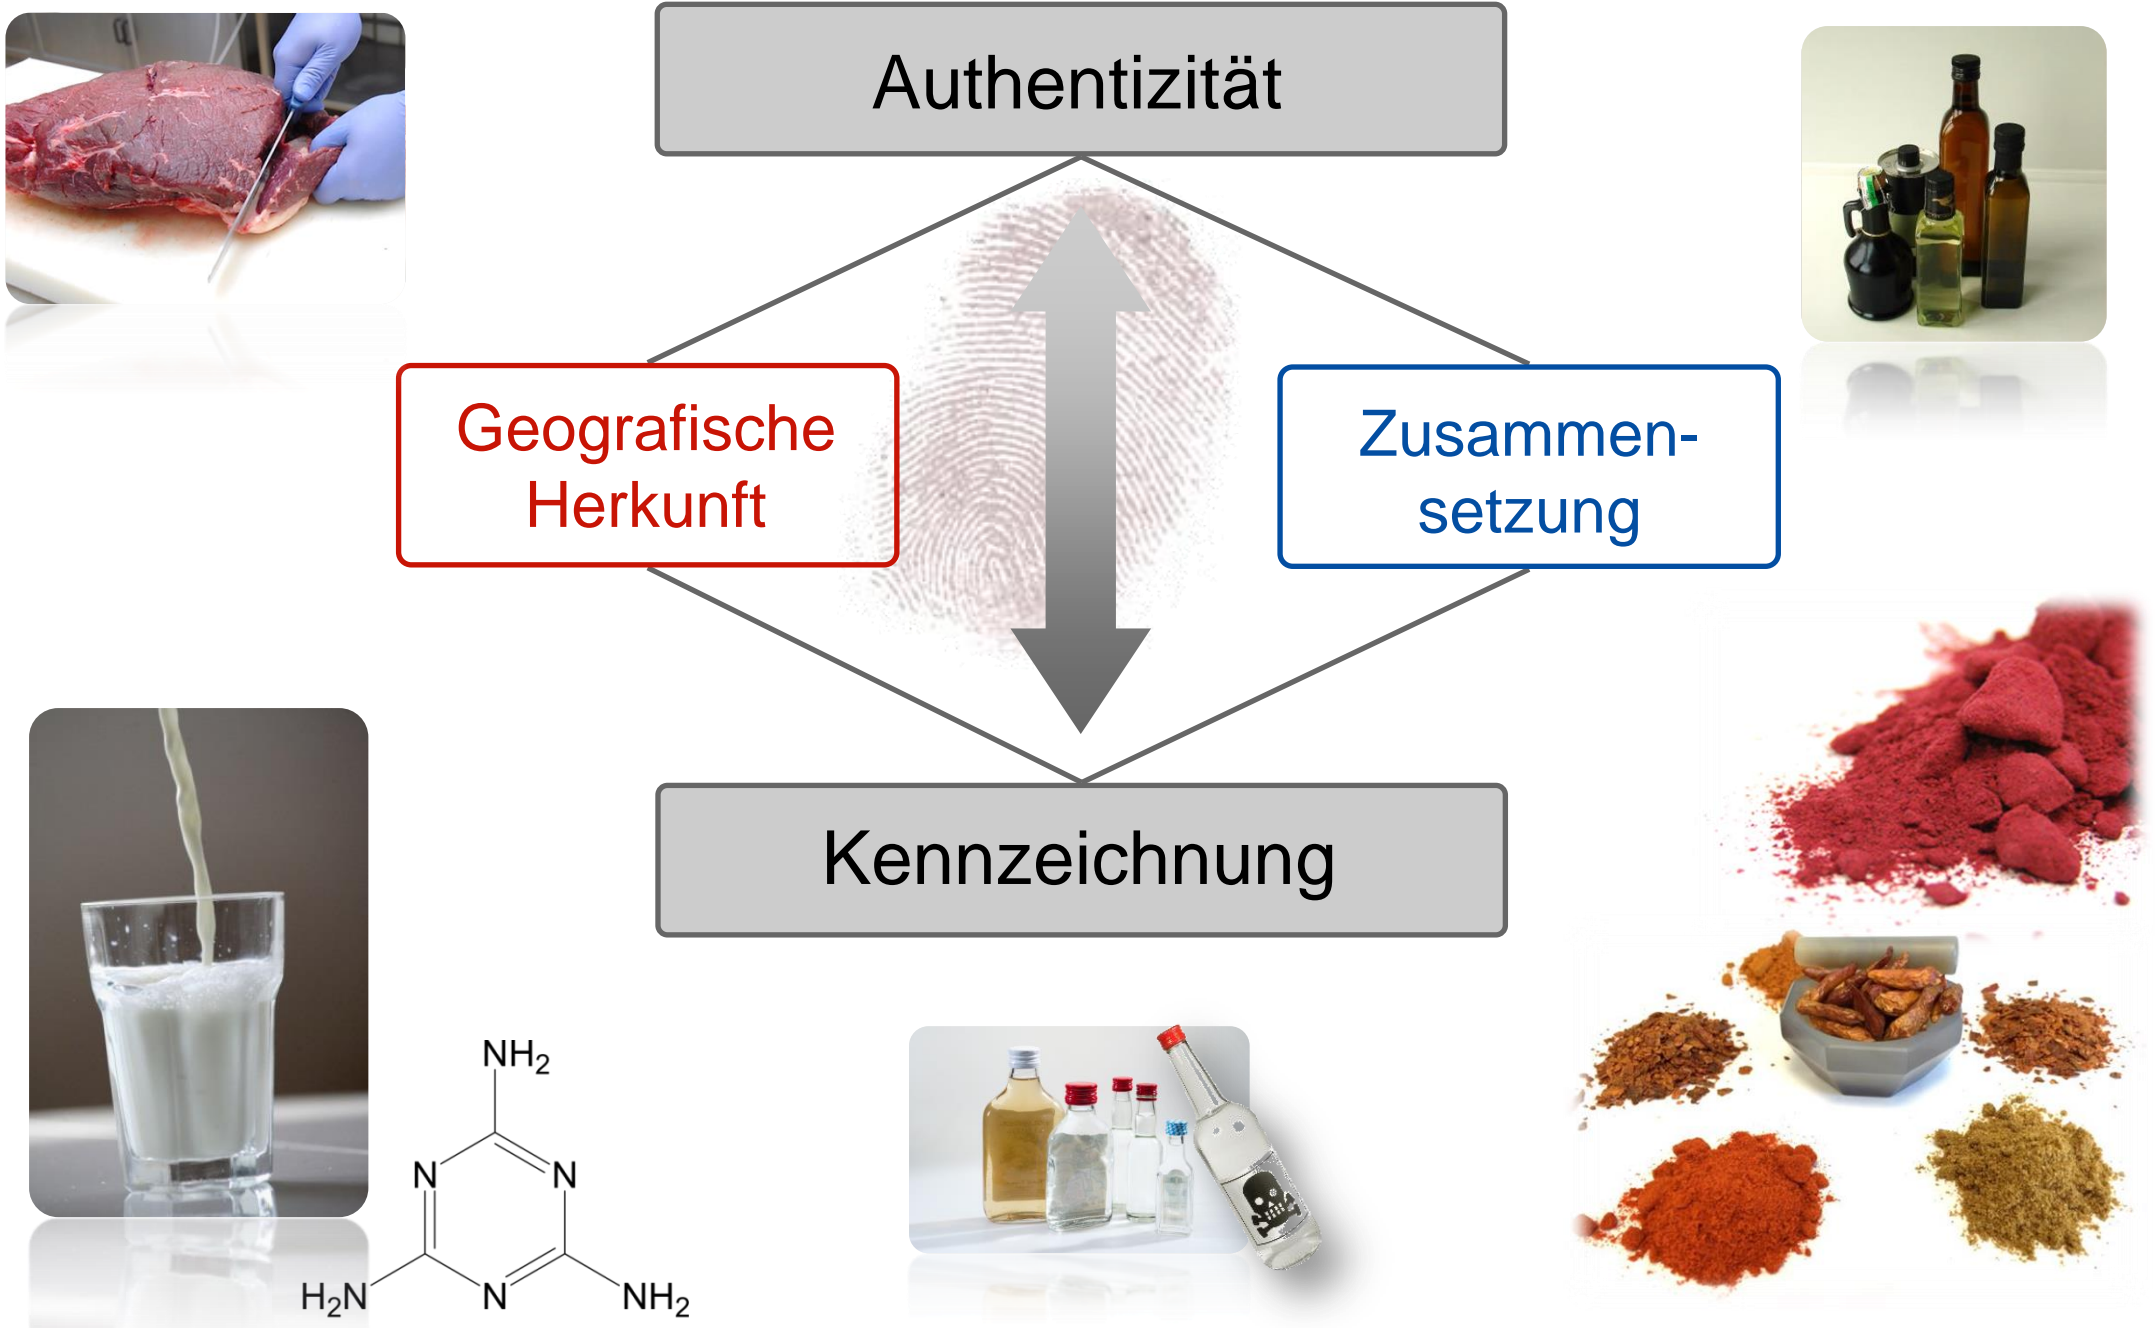 Authentizität
Geografische
Herkunft
Zusammen-
setzung
Kennzeichnung
NH₂
N
N
H₂N
N
NH₂